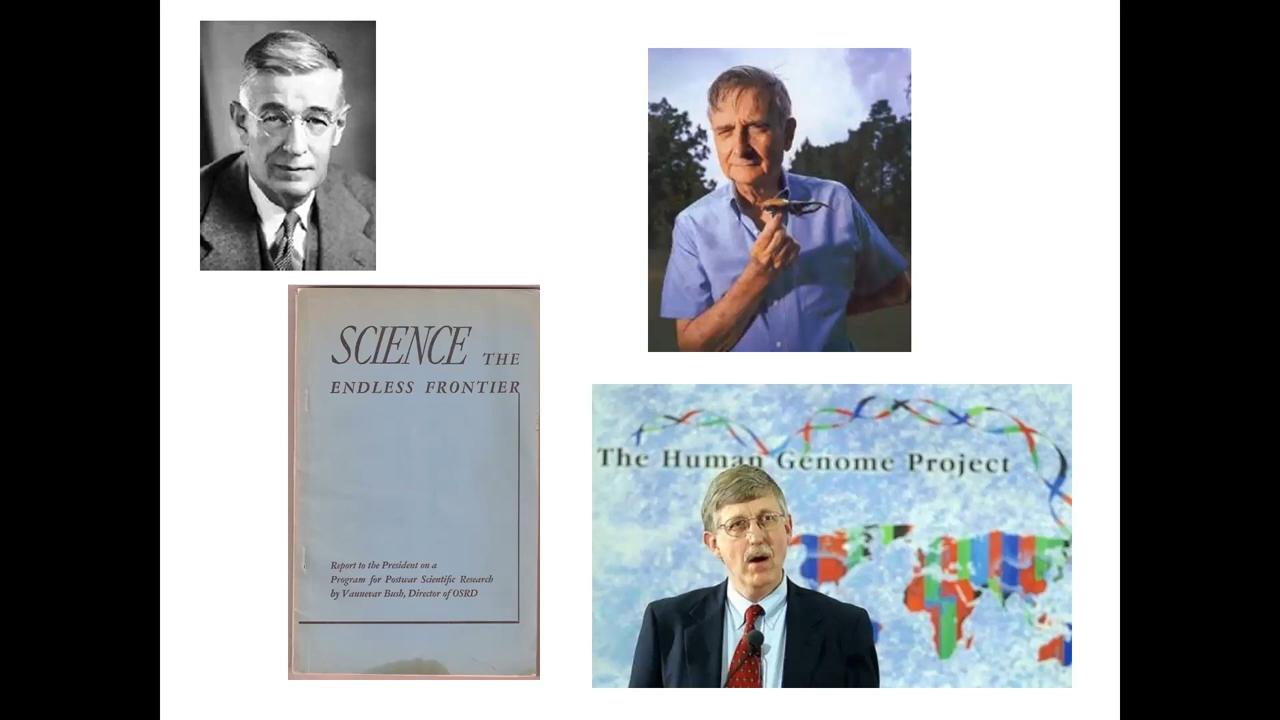 SCIENCE THE
ENDLESS FRONTIER
Report to the President on a
Program for Postwar Scientific Research
by Vannevar Bush, Director of OSRD
The Human Genome Project